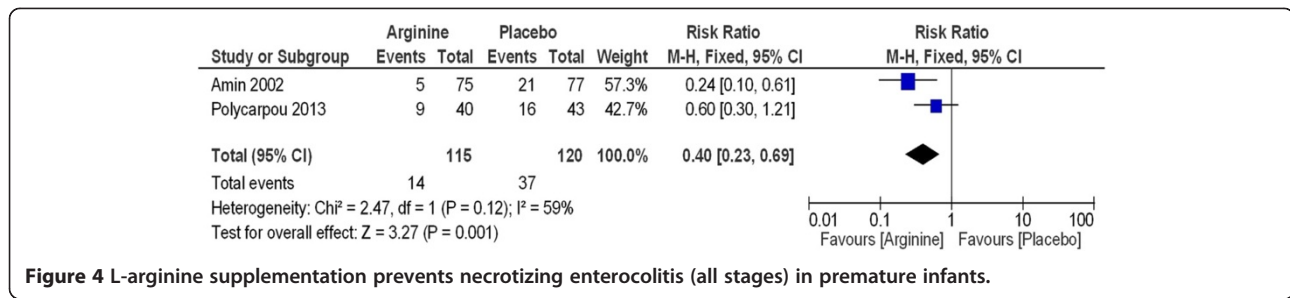 Arginine Placebo Risk Ratio Risk Ratio
Study or Subgroup Events Total Events Total Weight M-H, Fixed, 95% CI M-H, Fixed, 95% CI
Amin 2002 5 75 21 77 57.3% 0.24 [0.10, 0.61]
Polycarpou 2013 9 40 16 43 42.7% 0.60 [0.30, 1.21]
Total (95% CI) 115 120 100.0% 0.40 [0.23, 0.69]
Total events 14 37
Heterogeneity: Chi² = 2.47, df = 1 (P = 0.12); I² = 59%
Test for overall effect: Z = 3.27 (P = 0.001)
0.01 0.1 1 10 100
Favours [Arginine] Favours [Placebo]
Figure 4 L-arginine supplementation prevents necrotizing enterocolitis (all stages) in premature infants.